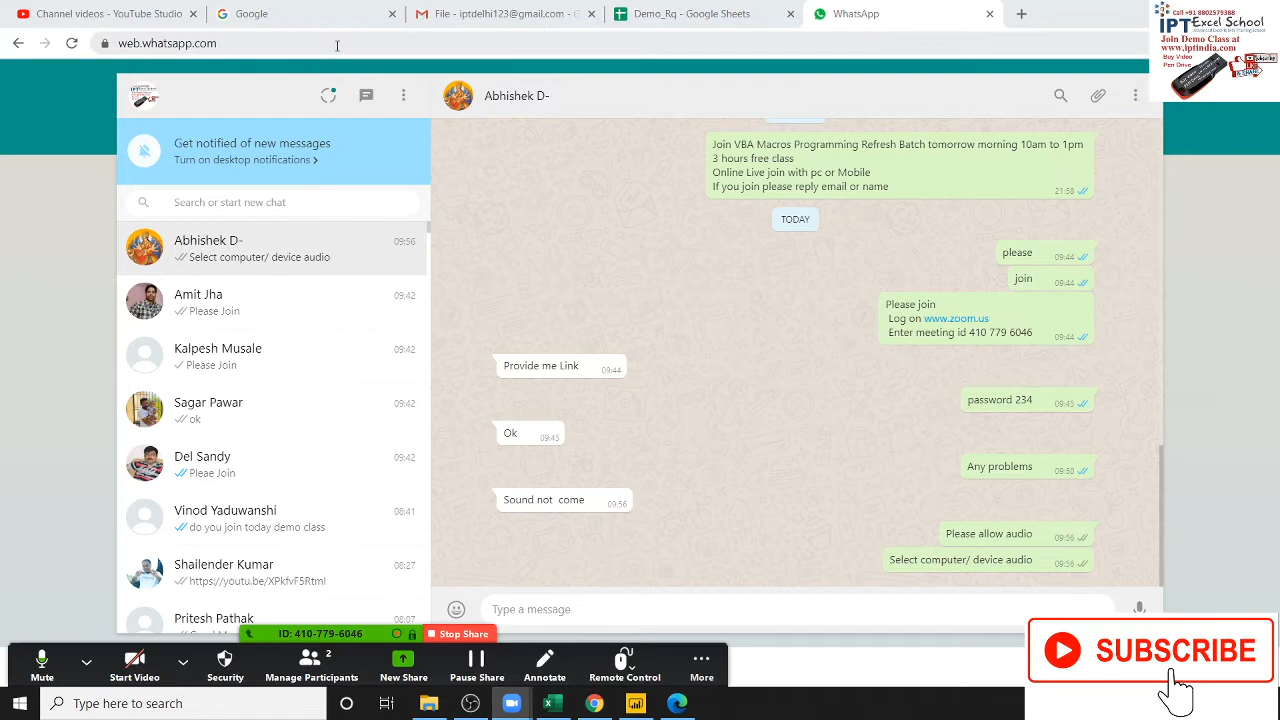 Channel videos - YouTube Studio
Google
File - iptdelhi123@gmail.com -
Demo_Rq - Google Sheets
WhatsApp
web.whatsapp.com
Call +91 8802579388
IPT Excel School
Join Demo Class at
www.iptindia.com
Buy Video
Pen Drive
Get notified of new messages
Turn on desktop notifications
Search or start new chat
Abhishek D-
09:56
Select computer/ device audio
Amit Jha
09:42
Please Join
Kalpesh Musale
09:42
Please Join
Sagar Pawar
09:42
ok
Del Sandy
09:42
Pleae Join
Vinod Yaduwanshi
08:41
do you join today demo class
Shridher Kumar
08:27
https://youtu.be/XPkfvF5RtmI
Pritesh Pathak
08:07
Abhishek D-
Join VBA Macros Programming Refresh Batch tomorrow morning 10am to 1pm
3 hours free class
Online Live join with pc or Mobile
If you join please reply email or name
21:58
TODAY
please
09:44
join
09:44
Please join
Log on www.zoom.us
Enter meeting id 410 779 6046
09:44
Provide me Link
09:44
password 234
09:45
Ok
09:45
Any problems
09:50
Sound not come
09:56
Please allow audio
09:56
Select computer/ device audio
09:56
Type a message
ID: 410-779-6046
Stop Share
Mute
Start Video
Security
2
Participants
New Share
Pause Share
Annotate
Remote Control
More
SUBSCRIBE
Type here to search